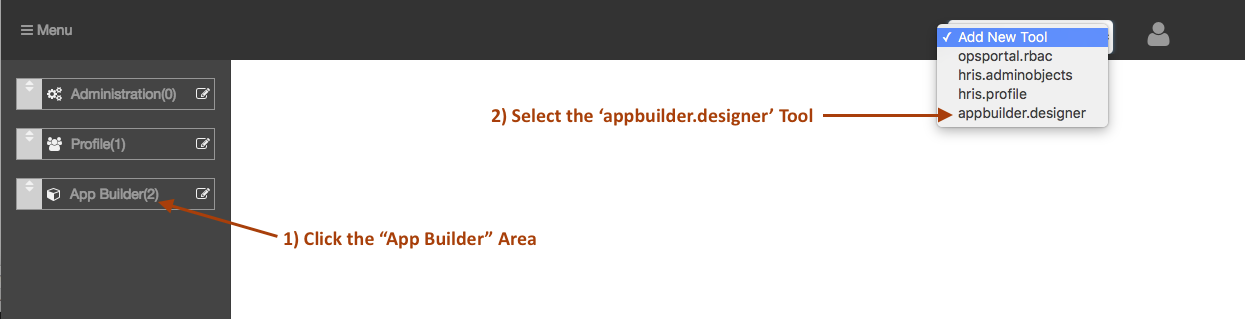 Menu
✓ Add New Tool
opsportal.rbac
hris.adminobjects
hris.profile
appbuilder.designer
Administration(0)
Profile(1)
App Builder(2)
2) Select the ‘appbuilder.designer’ Tool
1) Click the “App Builder” Area